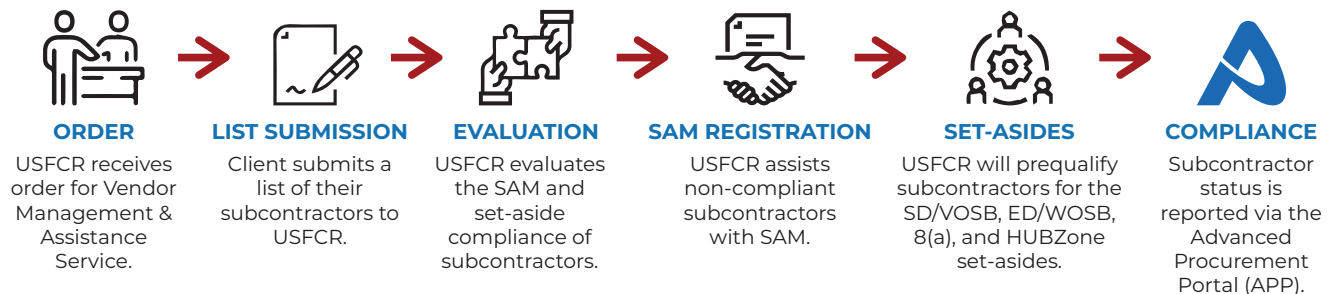 ORDER
USFCR receives
order for Vendor
Management &
Assistance
Service.
LIST SUBMISSION
Client submits a
list of their
subcontractors to
USFCR.
EVALUATION
USFCR evaluates
the SAM and
set-aside
compliance of
subcontractors.
SAM REGISTRATION
USFCR assists
non-compliant
subcontractors
with SAM.
SET-ASIDES
USFCR will prequalify
subcontractors for the
SD/VOSB, ED/WOSB,
8(a), and HUBZone
set-asides.
COMPLIANCE
Subcontractor
status is
reported via the
Advanced
Procurement
Portal (APP).